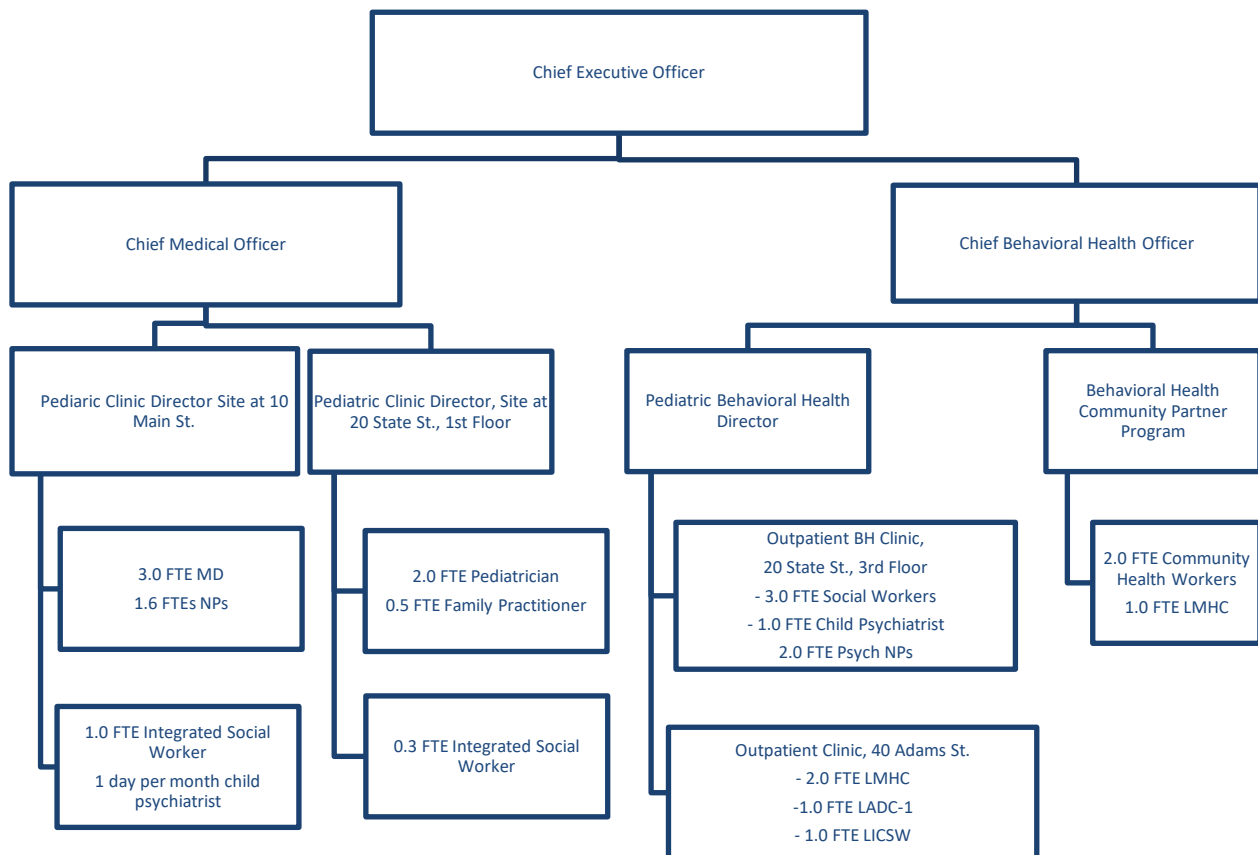 Chief Executive Officer
Chief Medical Officer
Chief Behavioral Health Officer
Pediaric Clinic Director Site at 10
Main St.
Pediatric Clinic Director, Site at
20 State St., 1st Floor
Pediatric Behavioral Health
Director
Behavioral Health
Community Partner
Program
3.0 FTE MD
1.6 FTEs NPs
2.0 FTE Pediatrician
0.5 FTE Family Practitioner
Outpatient BH Clinic,
20 State St., 3rd Floor
- 3.0 FTE Social Workers
- 1.0 FTE Child Psychiatrist
2.0 FTE Psych NPs
2.0 FTE Community
Health Workers
1.0 FTE LMHC
1.0 FTE Integrated Social
Worker
1 day per month child
psychiatrist
0.3 FTE Integrated Social
Worker
Outpatient Clinic, 40 Adams St.
- 2.0 FTE LMHC
-1.0 FTE LADC-1
- 1.0 FTE LICSW